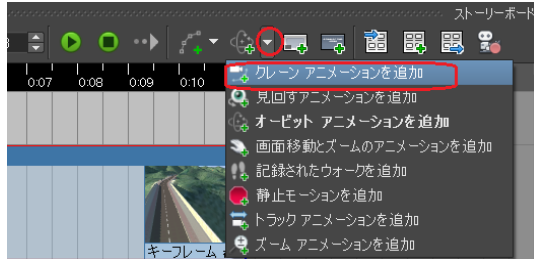 ストーリーボード
0:07 0:08 0:09 0:10
クレーン アニメーションを追加
見回すアニメーションを追加
オービット アニメーションを追加
画面移動とズームのアニメーションを追加
記録されたウォークを追加
静止モーションを追加
トラック アニメーションを追加
ズーム アニメーションを追加
キーフレーム